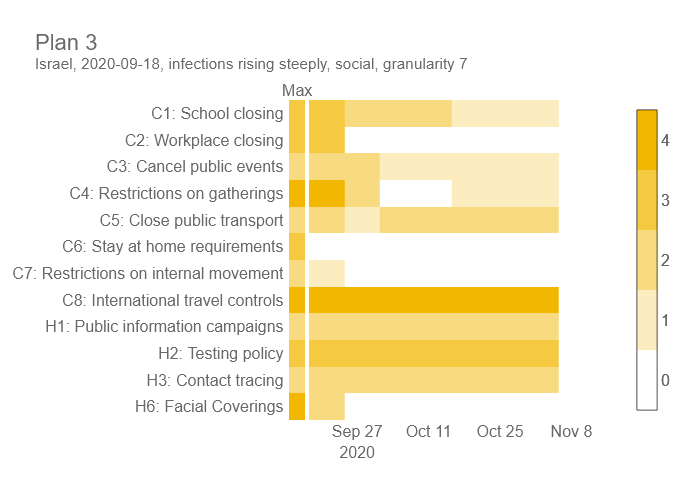 Plan 3
Israel, 2020-09-18, infections rising steeply, social, granularity 7
Max
C1: School closing
C2: Workplace closing
C3: Cancel public events
C4: Restrictions on gatherings
C5: Close public transport
C6: Stay at home requirements
C7: Restrictions on internal movement
C8: International travel controls
H1: Public information campaigns
H2: Testing policy
H3: Contact tracing
H6: Facial Coverings
Sep 27 Oct 11 Oct 25 Nov 8
2020
4
3
2
1
0